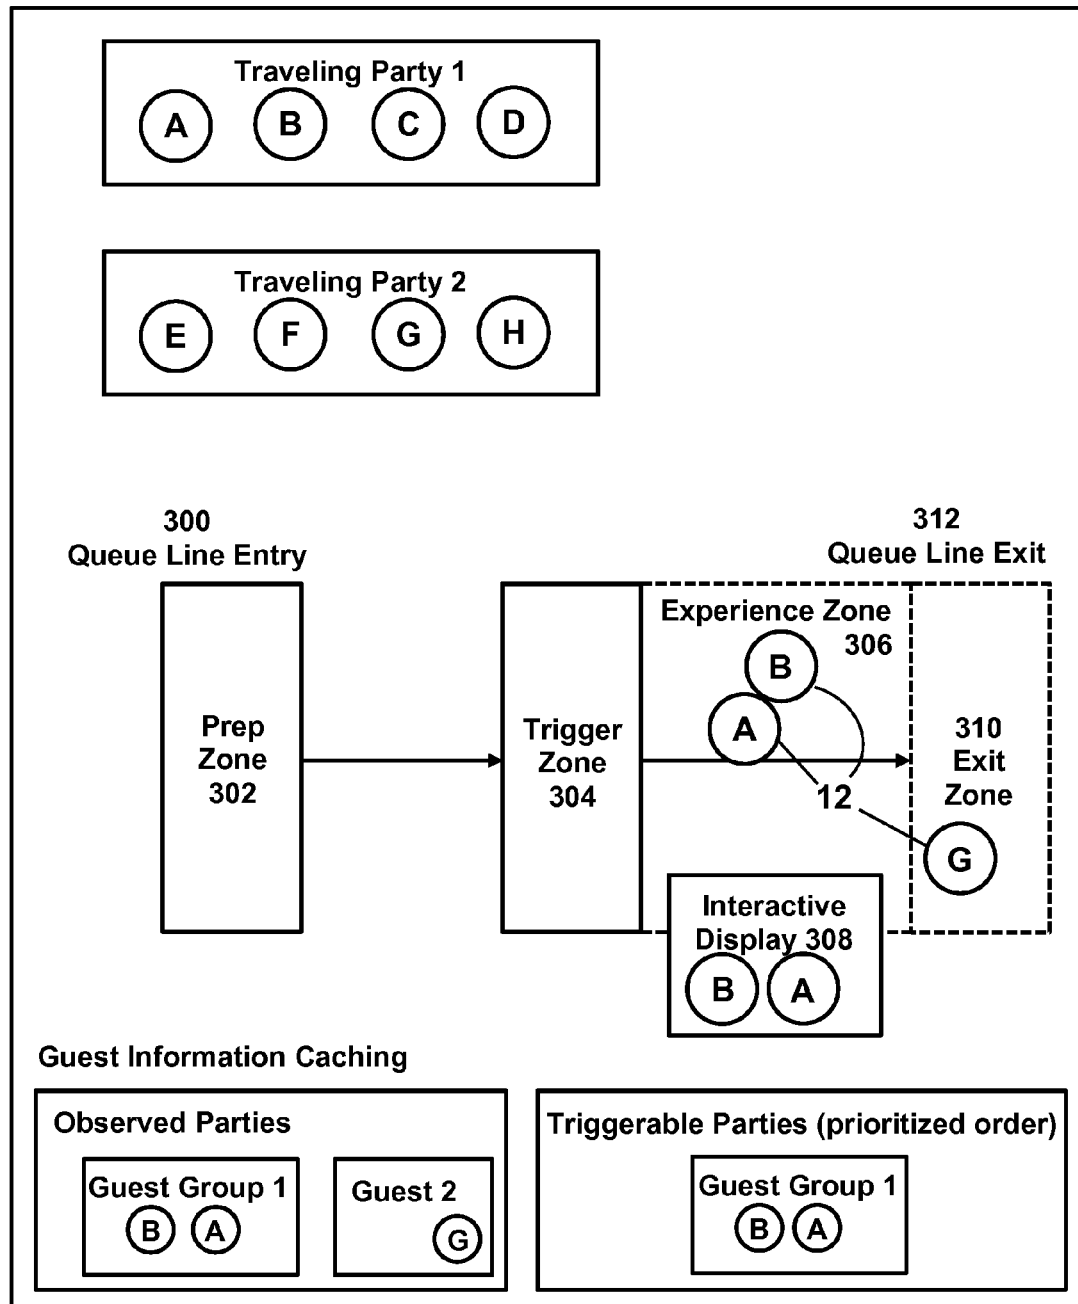 Traveling Party 1
A B C D
Traveling Party 2
E F G H
300
Queue Line Entry
312
Queue Line Exit
Prep
Zone
302
Trigger
Zone
304
Experience Zone
306
B
A
12
310
Exit
Zone
G
Interactive
Display 308
B A
Guest Information Caching
Observed Parties
Guest Group 1
B A
Guest 2
G
Triggerable Parties (prioritized order)
Guest Group 1
B A